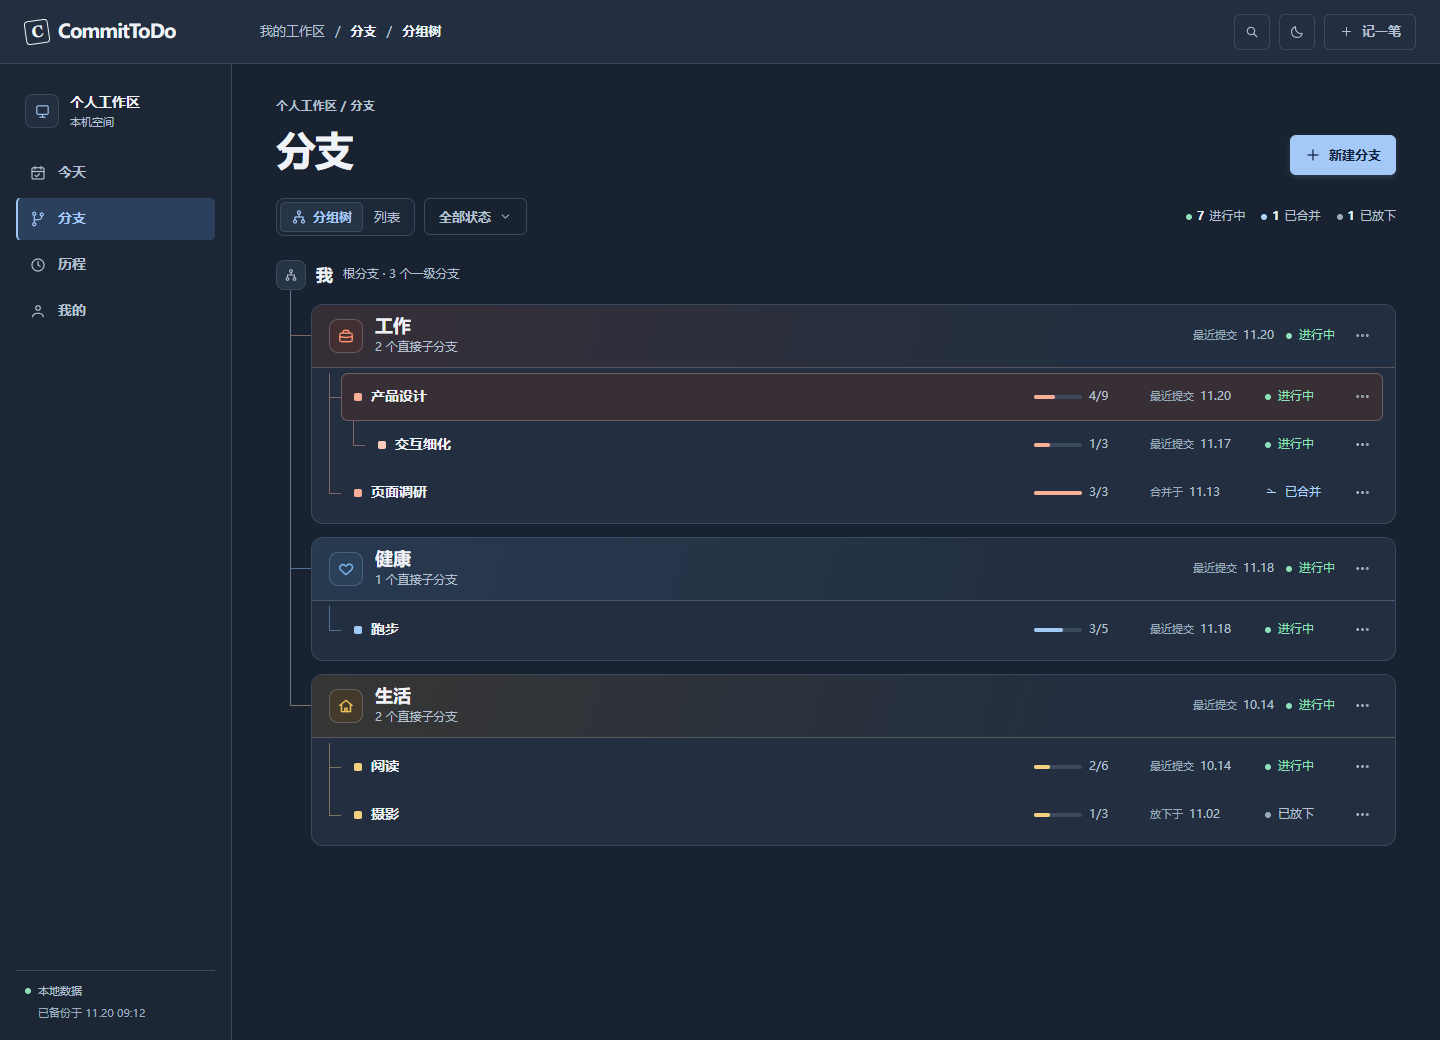 C CommitToDo
我的工作区 / 分支 / 分组树
记一笔
个人工作区
本机空间
今天
分支
历程
我的
本地数据
已备份于 11.20 09:12
个人工作区 / 分支
分支
新建分支
分组树 列表 全部状态
7 进行中 1 已合并 1 已放下
我 根分支 · 3 个一级分支
工作
2 个直接子分支
最近提交 11.20 进行中
产品设计 4/9 最近提交 11.20 进行中
交互细化 1/3 最近提交 11.17 进行中
页面调研 3/3 合并于 11.13 已合并
健康
1 个直接子分支
最近提交 11.18 进行中
跑步 3/5 最近提交 11.18 进行中
生活
2 个直接子分支
最近提交 10.14 进行中
阅读 2/6 最近提交 10.14 进行中
摄影 1/3 放下于 11.02 已放下